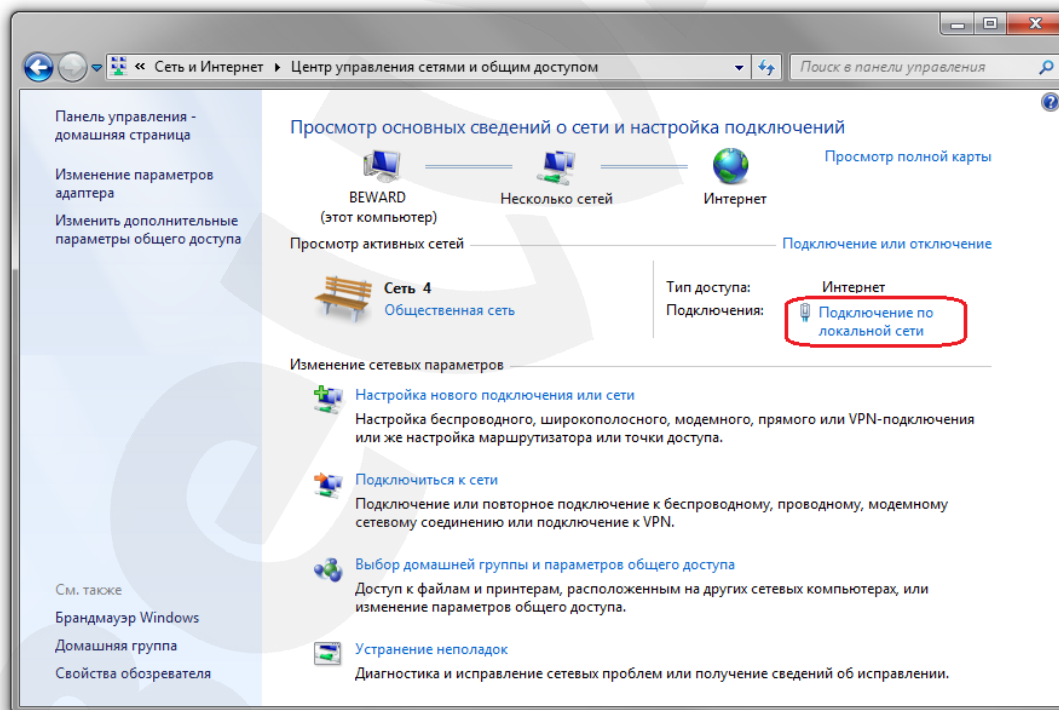 « Сеть и Интернет ▸ Центр управления сетями и общим доступом
Поиск в панели управления
Панель управления -
домашняя страница
Изменение параметров
адаптера
Изменить дополнительные
параметры общего доступа
Просмотр основных сведений о сети и настройка подключений
Просмотр полной карты
BEWARD
(этот компьютер)
Несколько сетей
Интернет
Просмотр активных сетей
Подключение или отключение
Сеть 4
Общественная сеть
Тип доступа: Интернет
Подключения: Подключение по
локальной сети
Изменение сетевых параметров
Настройка нового подключения или сети
Настройка беспроводного, широкополосного, модемного, прямого или VPN-подключения
или же настройка маршрутизатора или точки доступа.
Подключиться к сети
Подключение или повторное подключение к беспроводному, проводному, модемному
сетевому соединению или подключение к VPN.
Выбор домашней группы и параметров общего доступа
Доступ к файлам и принтерам, расположенным на других сетевых компьютерах, или
изменение параметров общего доступа.
Устранение неполадок
Диагностика и исправление сетевых проблем или получение сведений об исправлении.
См. также
Брандмауэр Windows
Домашняя группа
Свойства обозревателя